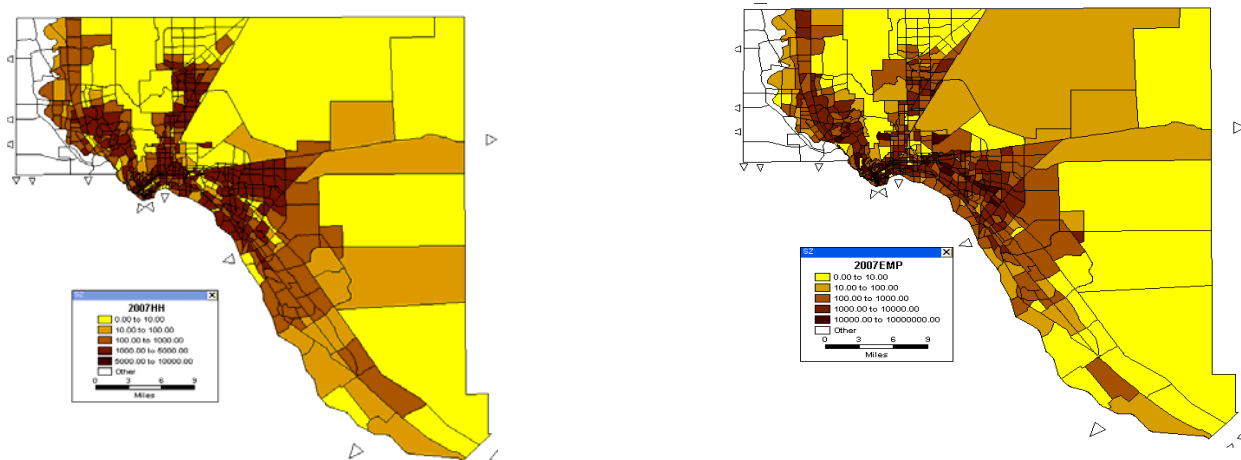 SZ
2007HH
0.00 to 10.00
10.00 to 100.00
100.00 to 1000.00
1000.00 to 5000.00
5000.00 to 10000.00
Other
0 3 6 9
Miles
SZ
2007EMP
0.00 to 10.00
10.00 to 100.00
100.00 to 1000.00
1000.00 to 10000.00
10000.00 to 10000000.00
Other
0 3 6 9
Miles